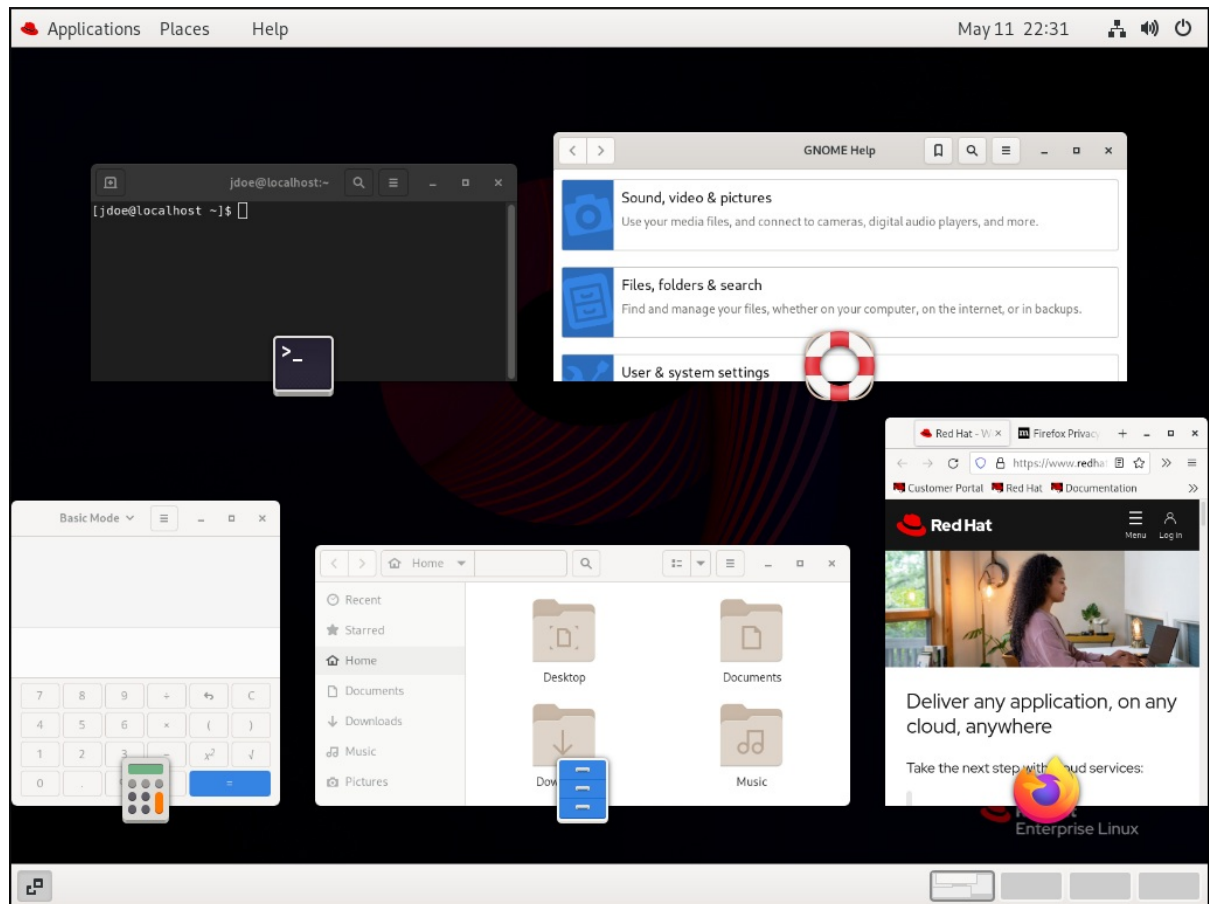 Applications Places Help May 11 22:31
jdoe@localhost:~
[jdoe@localhost ~]$
>_
GNOME Help
Sound, video & pictures
Use your media files, and connect to cameras, digital audio players, and more.
Files, folders & search
Find and manage your files, whether on your computer, on the internet, or in backups.
User & system settings
Basic Mode
7 8 9 ÷ C
4 5 6 × ( )
1 2 3 − x² √
0 . =
Home
Recent
Starred
Home
Documents
Downloads
Music
Pictures
Desktop Documents
Music
Red Hat - Firefox Privacy
https://www.redhat
Customer Portal Red Hat Documentation
Red Hat
Menu Log in
Deliver any application, on any
cloud, anywhere
Take the next step with cloud services:
Enterprise Linux